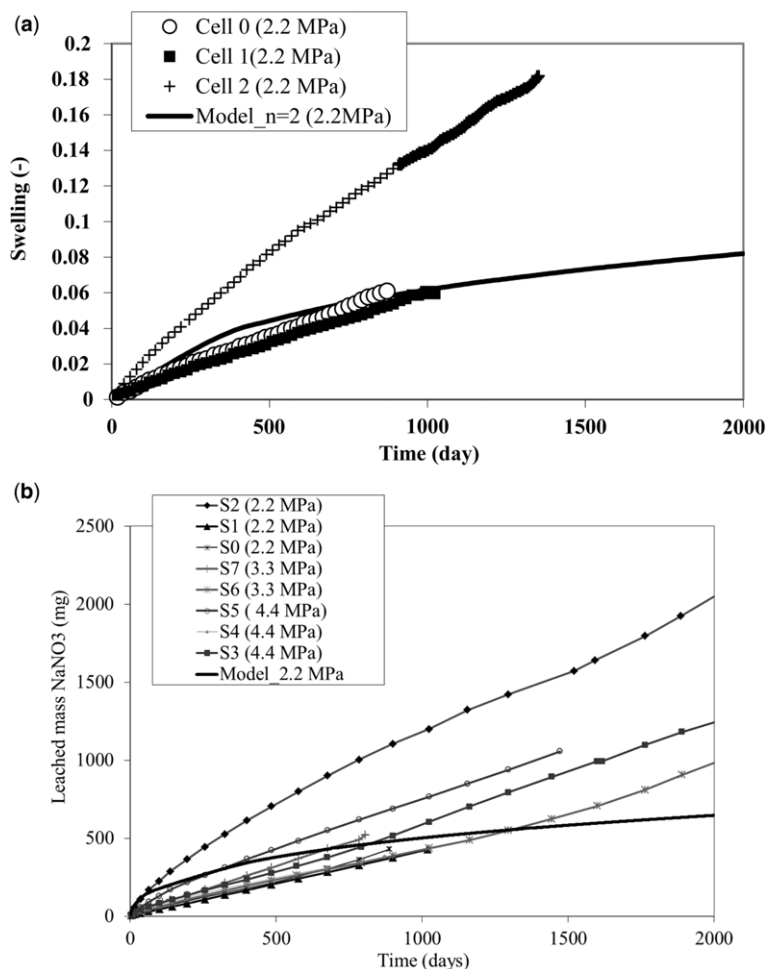 (a)
Cell 0 (2.2 MPa)
Cell 1(2.2 MPa)
Cell 2 (2.2 MPa)
Model_n=2 (2.2MPa)
0.2
0.18
0.16
0.14
0.12
0.1
0.08
0.06
0.04
0.02
0
Swelling (-)
0 500 1000 1500 2000
Time (day)
(b)
S2 (2.2 MPa)
S1 (2.2 MPa)
S0 (2.2 MPa)
S7 (3.3 MPa)
S6 (3.3 MPa)
S5 ( 4.4 MPa)
S4 (4.4 MPa)
S3 (4.4 MPa)
Model_2.2 MPa
2500
2000
1500
1000
500
0
Leached mass NaNO3 (mg)
0 500 1000 1500 2000
Time (days)